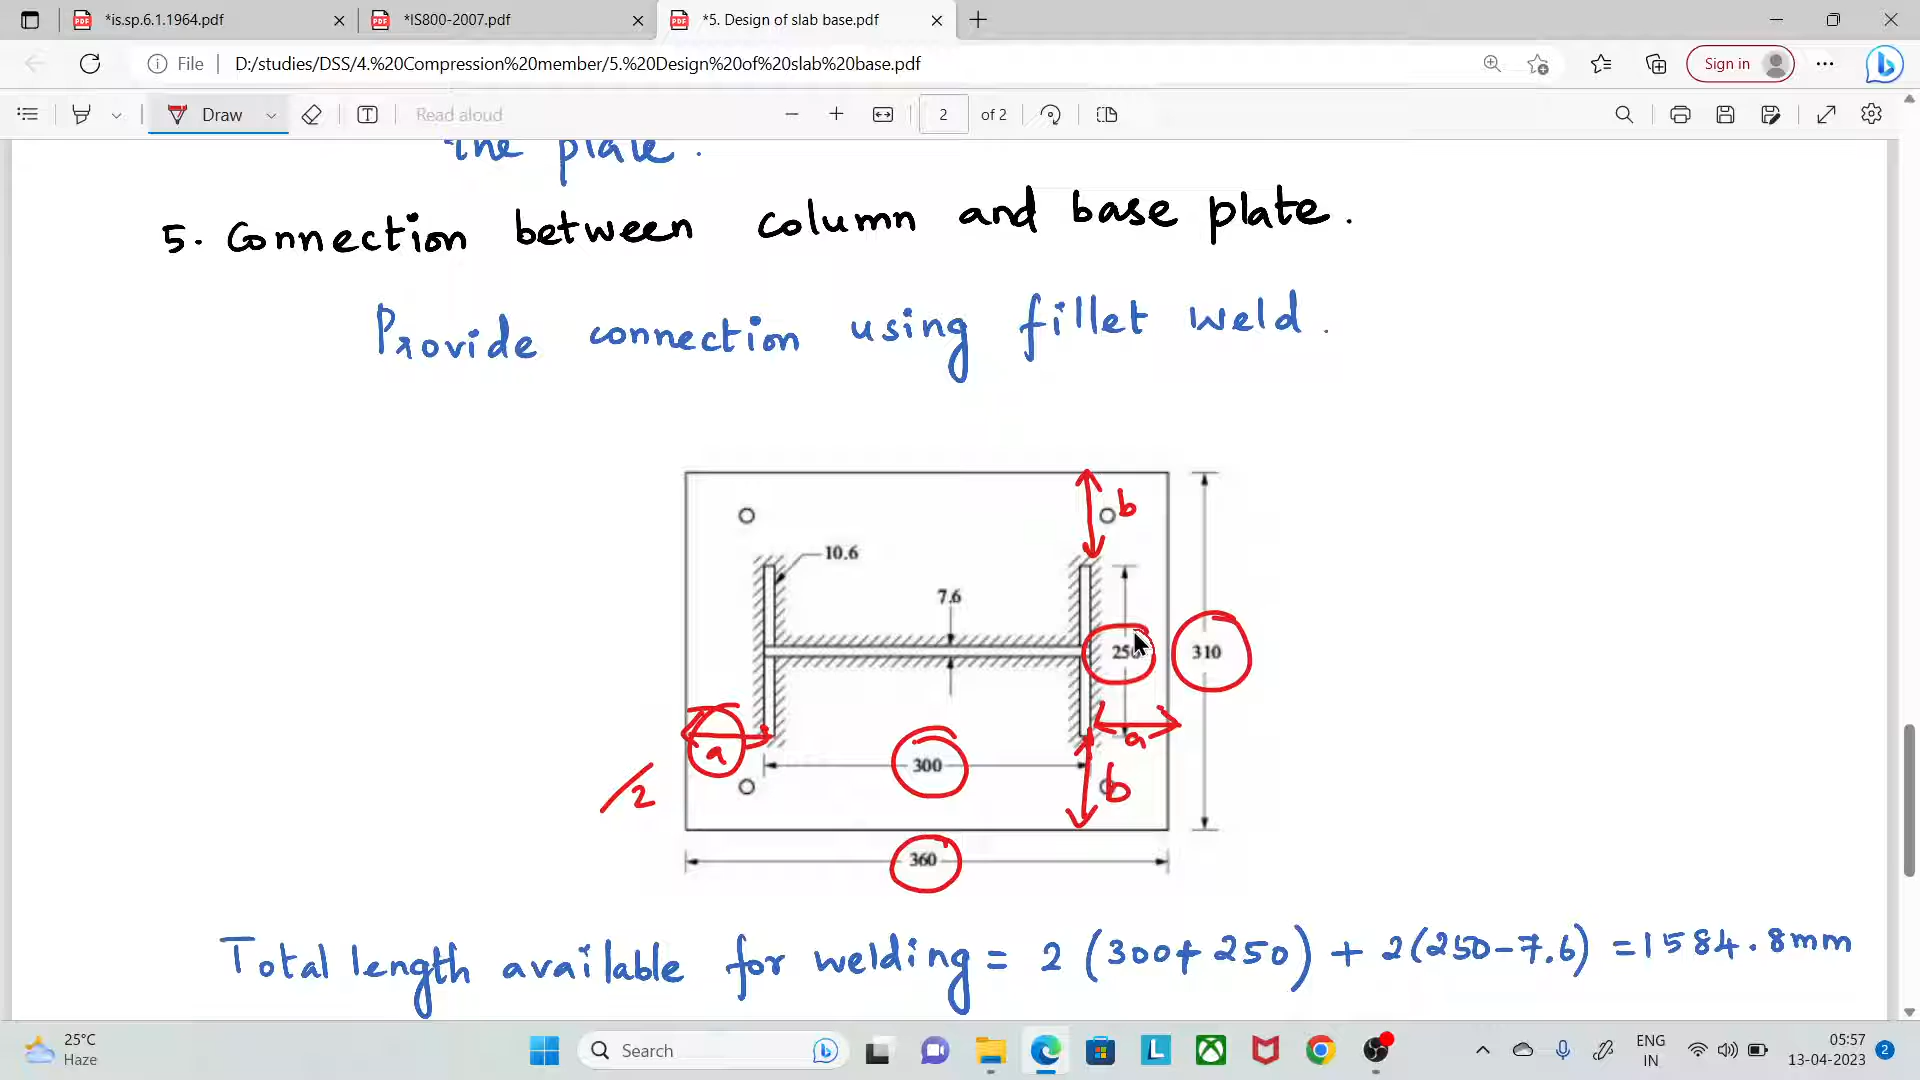 *is.sp.6.1.1964.pdf
*IS800-2007.pdf
*5. Design of slab base.pdf
File
D:/studies/DSS/4.%20Compression%20member/5.%20Design%20of%20slab%20base.pdf
Sign in
Draw
Read aloud
2 of 2
the plate.
5. Connection between column and base plate.
Provide connection using fillet weld.
b
10.6
7.6
250
310
a
a
300
b
/2
360
Total length available for welding = 2 (300+250) + 2(250-7.6) = 1584.8mm
25°C
Haze
Search
ENG
IN
05:57
13-04-2023
2